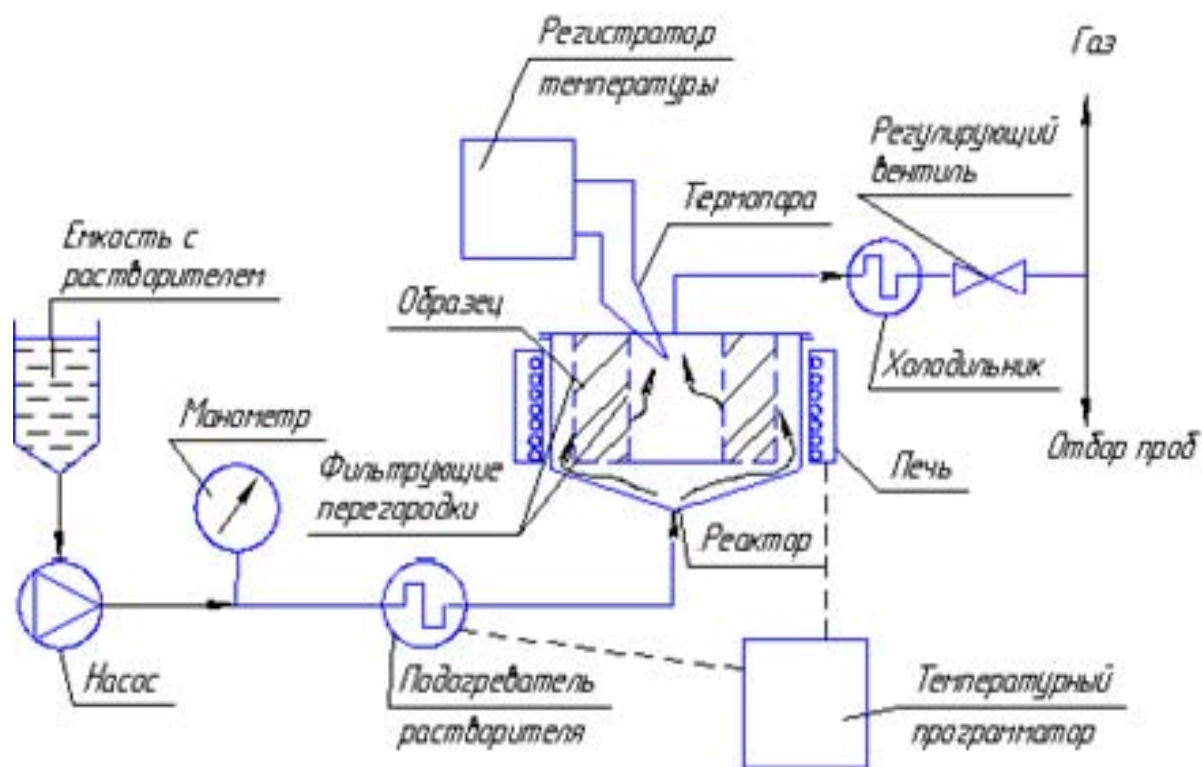 Регистратор
температуры
Газ
Регулирующий
вентиль
Термопара
Емкость с
растворителем
Образец
Холодильник
Манометр
Фильтрующие
перегородки
Отбор проб
Печь
Реактор
Насос
Подогреватель
растворителя
Температурный
программатор